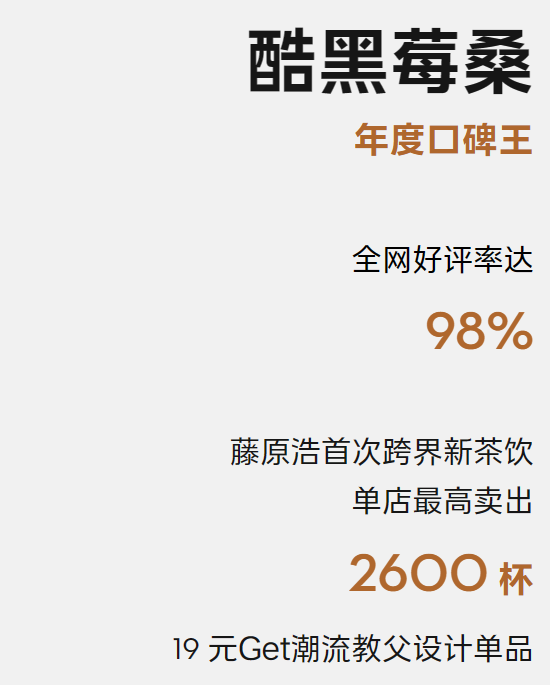 酷黑莓桑
年度口碑王
全网好评率达
98%
藤原浩首次跨界新茶饮
单店最高卖出
2600 杯
19 元Get潮流教父设计单品